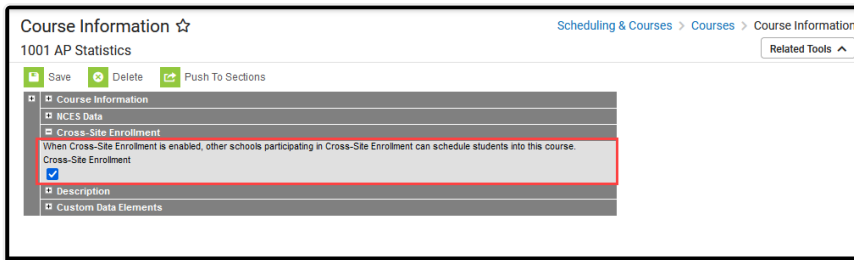 Course Information ☆
Scheduling & Courses > Courses > Course Information
1001 AP Statistics
Related Tools
Save Delete Push To Sections
Course Information
NCES Data
Cross-Site Enrollment
When Cross-Site Enrollment is enabled, other schools participating in Cross-Site Enrollment can schedule students into this course.
Cross-Site Enrollment
Description
Custom Data Elements